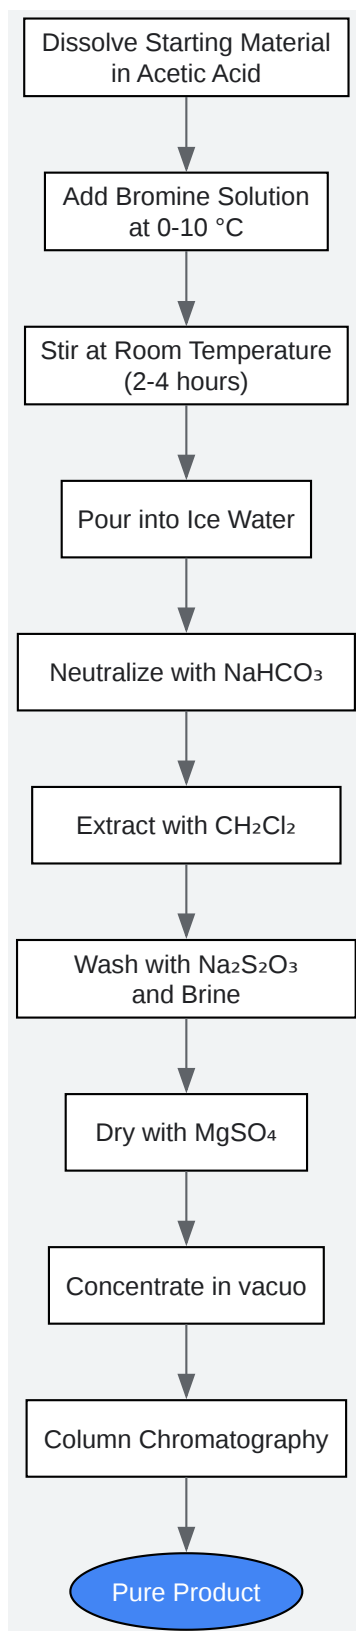 Dissolve Starting Material
in Acetic Acid
Add Bromine Solution
at 0-10 °C
Stir at Room Temperature
(2-4 hours)
Pour into Ice Water
Neutralize with NaHCO₃
Extract with CH₂Cl₂
Wash with Na₂S₂O₃
and Brine
Dry with MgSO₄
Concentrate in vacuo
Column Chromatography
Pure Product